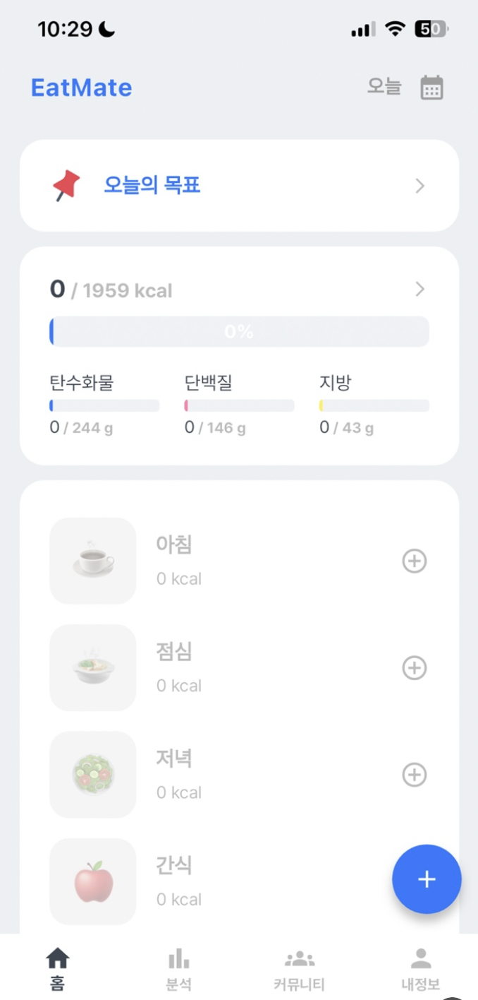 10:29
50
EatMate
오늘
오늘의 목표
0 / 1959 kcal
0%
탄수화물 단백질 지방
0 / 244 g 0 / 146 g 0 / 43 g
아침
0 kcal
점심
0 kcal
저녁
0 kcal
간식
0 kcal
홈 분석 커뮤니티 내정보